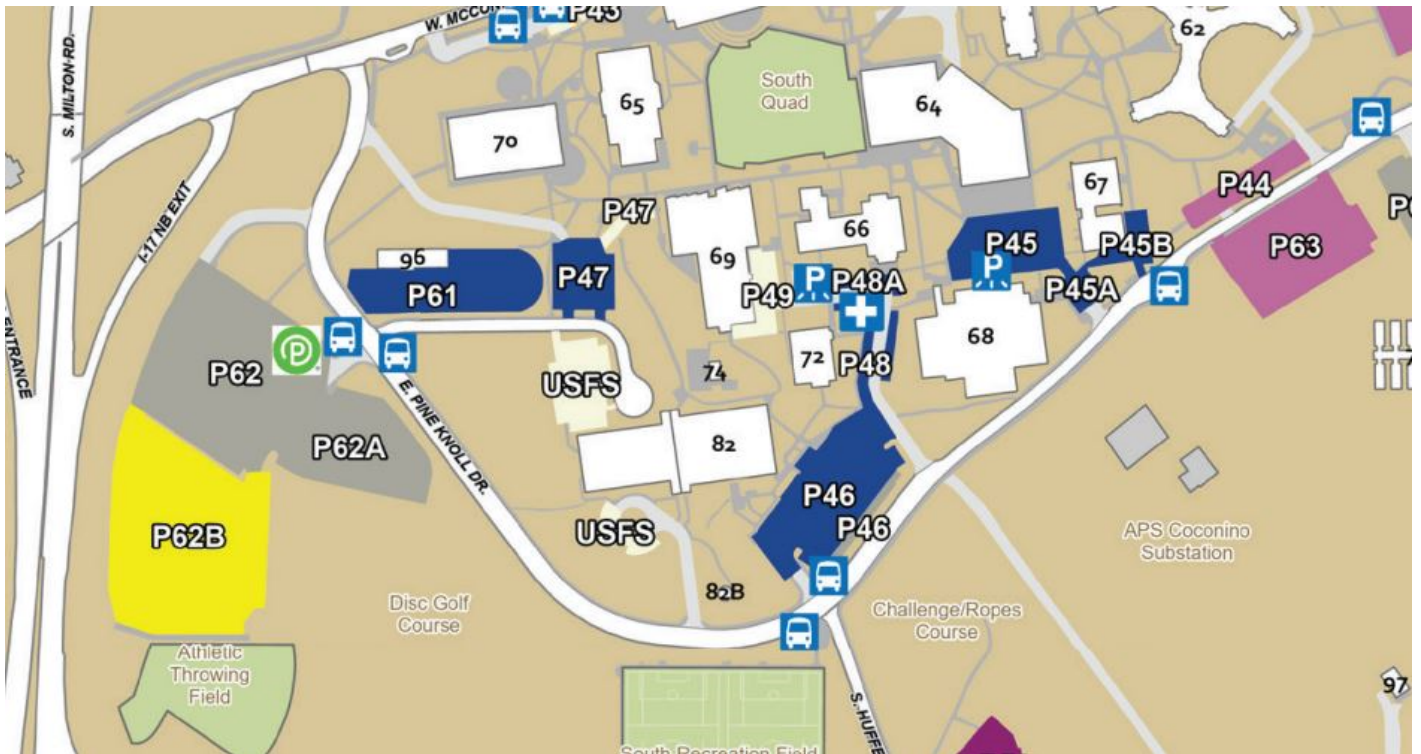 W. MCCON
P43
S. MILTON RD.
62
65
South
Quad
64
70
I-17 NB EXIT
67
P44
P47
66
96
69
P45
P45B
P63
P61
P47
P49
P
P48A
P
P45A
68
P
P62
72
P48
74
USFS
ENTRANCE
P62A
E. PINE KNOLL DR.
82
P46
P62B
USFS
P46
APS Coconino
Substation
82B
Disc Golf
Course
Challenge/Ropes
Course
Athletic
Throwing
Field
97
S. HUFFE
South Recreation Field